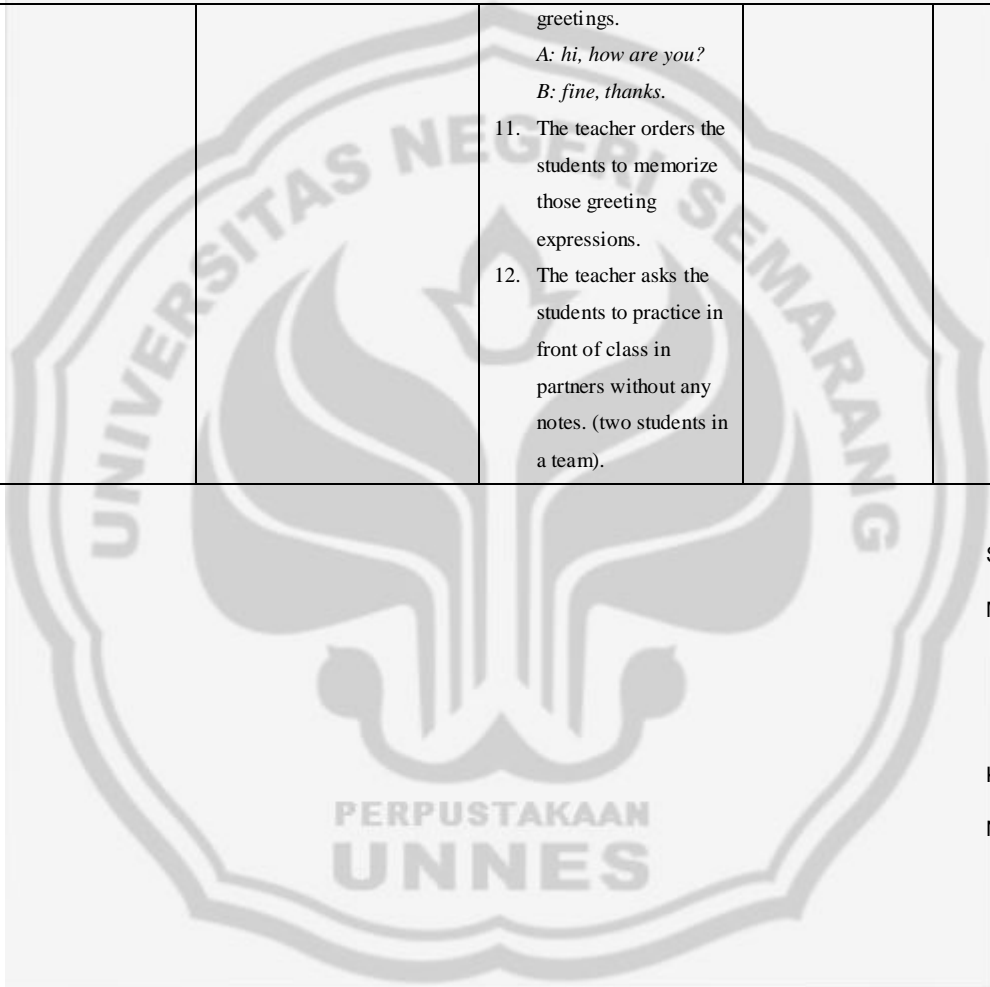 greetings.
A: hi, how are you?
B: fine, thanks.
11. The teacher orders the
students to memorize
those greeting
expressions.
12. The teacher asks the
students to practice in
front of class in
partners without any
notes. (two students in
a team).
UNIVERSITAS NEGERI SEMARANG
PERPUSTAKAAN
UNNES